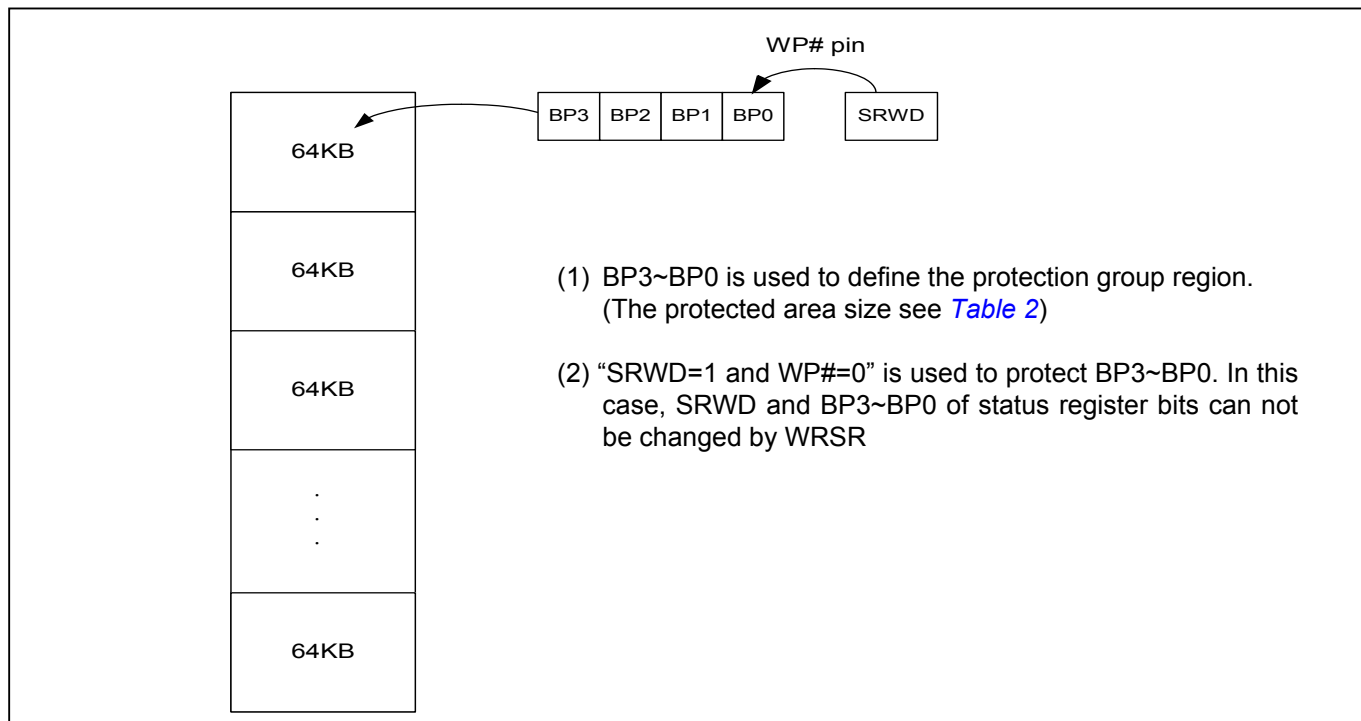 WP# pin
BP3 BP2 BP1 BP0 SRWD
64KB
64KB
64KB
.
.
.
64KB
(1) BP3~BP0 is used to define the protection group region.
(The protected area size see Table 2)
(2) “SRWD=1 and WP#=0” is used to protect BP3~BP0. In this
case, SRWD and BP3~BP0 of status register bits can not
be changed by WRSR